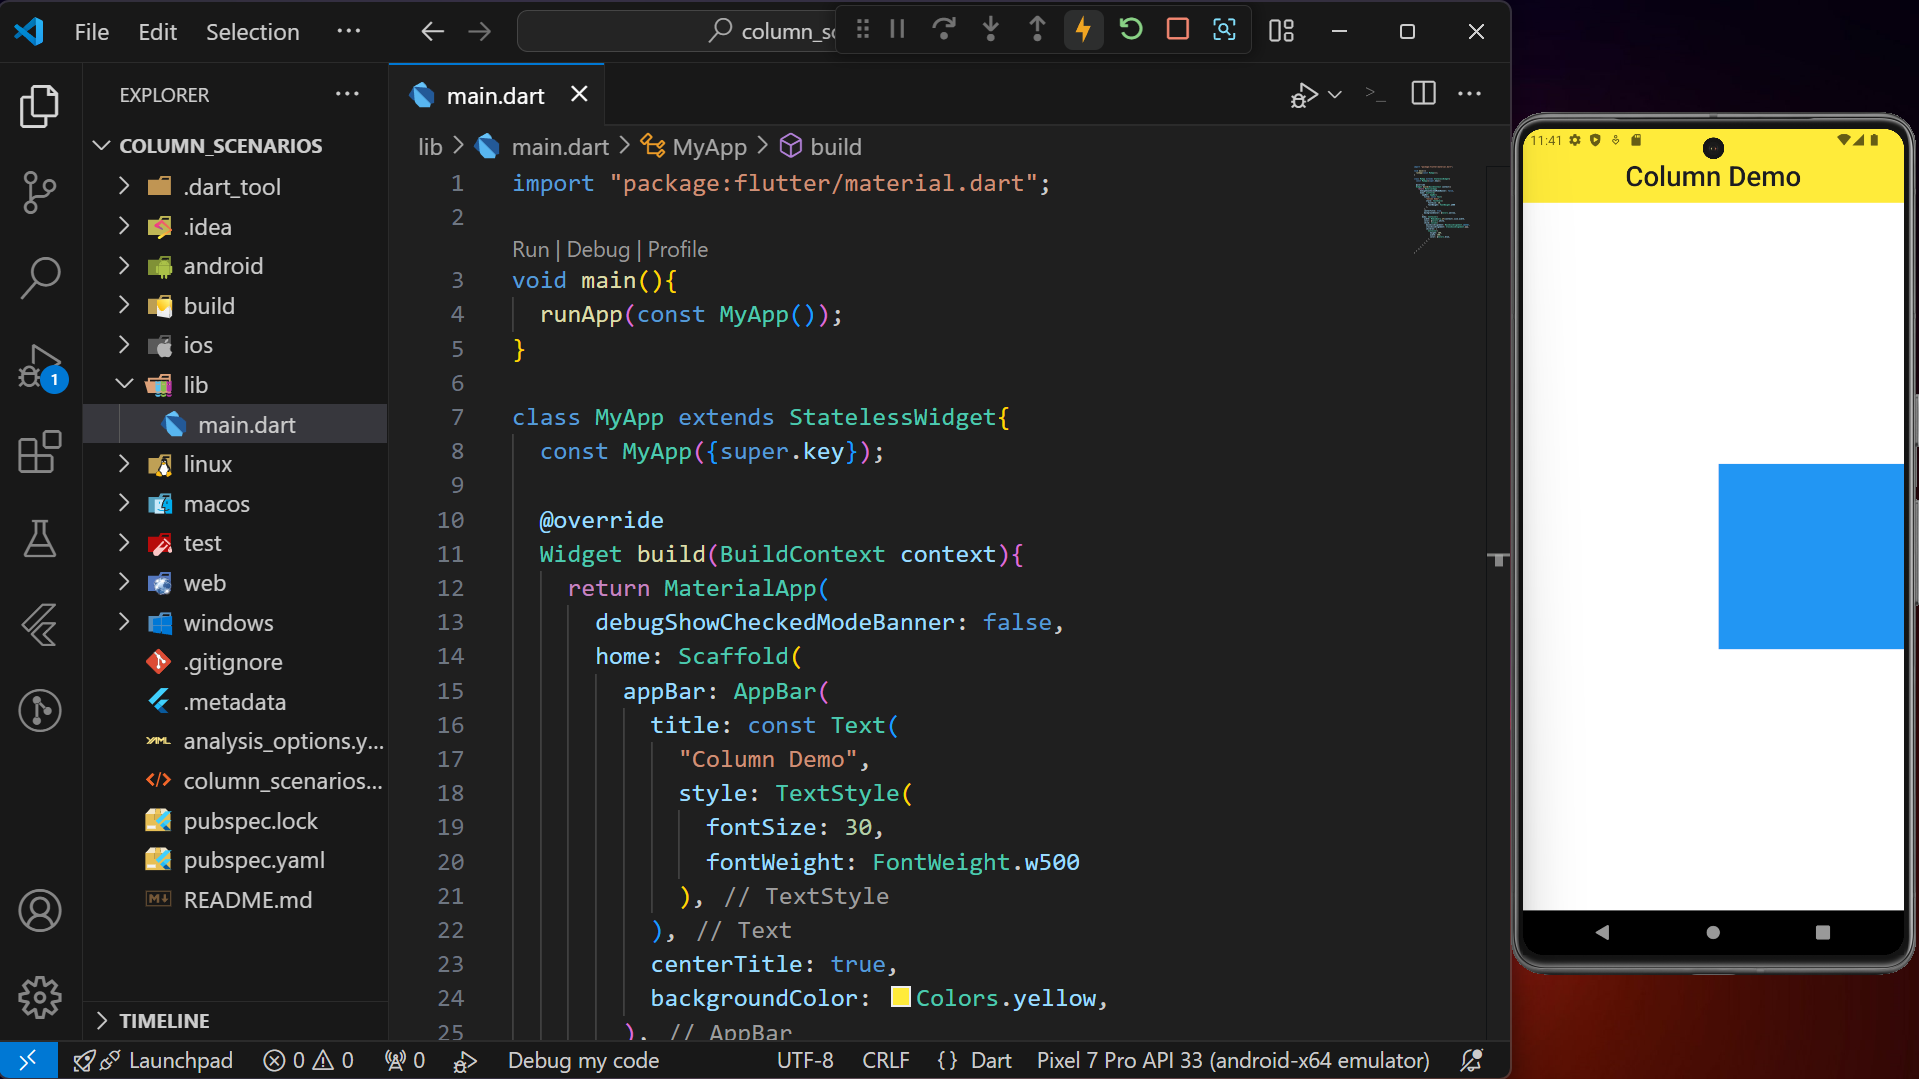 File Edit Selection ···
column_sc
EXPLORER
COLUMN_SCENARIOS
.dart_tool
.idea
android
build
ios
lib
main.dart
linux
macos
test
web
windows
.gitignore
.metadata
analysis_options.y...
column_scenarios...
pubspec.lock
pubspec.yaml
README.md
TIMELINE
1
main.dart
lib > main.dart > MyApp > build
1 import "package:flutter/material.dart";
2
Run | Debug | Profile
3 void main(){
4 runApp(const MyApp());
5 }
6
7 class MyApp extends StatelessWidget{
8 const MyApp({super.key});
9
10 @override
11 Widget build(BuildContext context){
12 return MaterialApp(
13 debugShowCheckedModeBanner: false,
14 home: Scaffold(
15 appBar: AppBar(
16 title: const Text(
17 "Column Demo",
18 style: TextStyle(
19 fontSize: 30,
20 fontWeight: FontWeight.w500
21 ), // TextStyle
22 ), // Text
23 centerTitle: true,
24 backgroundColor: Colors.yellow,
25 ), // AppBar
Launchpad 0 0 0 Debug my code UTF-8 CRLF {} Dart Pixel 7 Pro API 33 (android-x64 emulator)
11:41
Column Demo